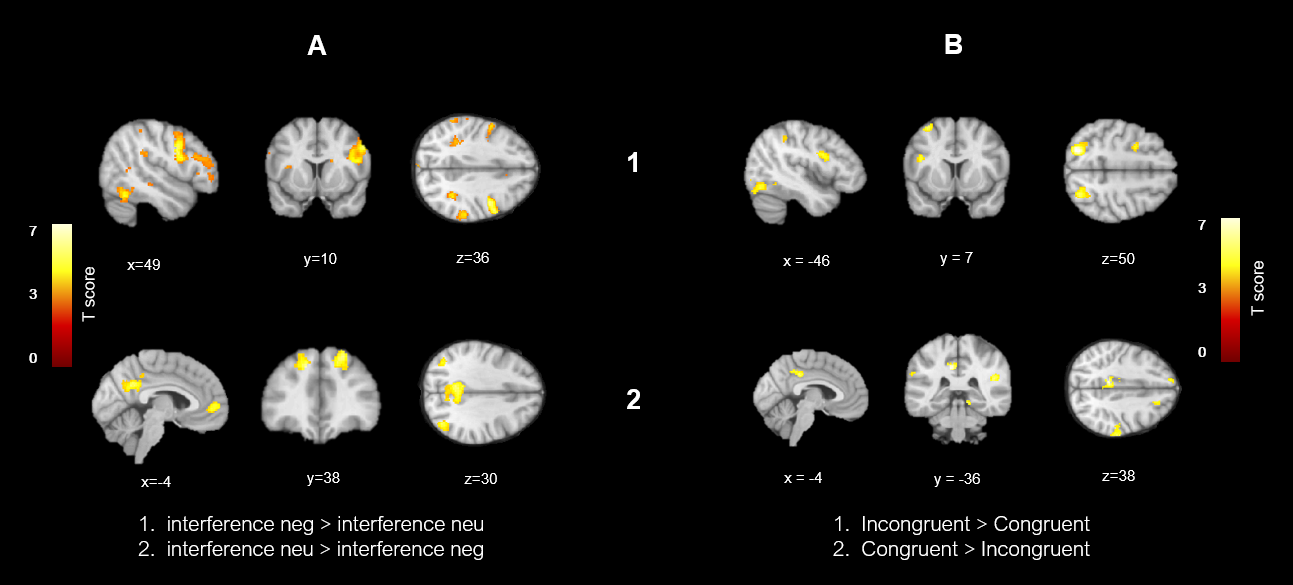 A
B
1
x=49
y=10
z=36
x = -46
y = 7
z=50
7
3
0
T score
7
3
0
T score
2
x=-4
y=38
z=30
x = -4
y = -36
z=38
1. interference neg > interference neu
2. interference neu > interference neg
1. Incongruent > Congruent
2. Congruent > Incongruent